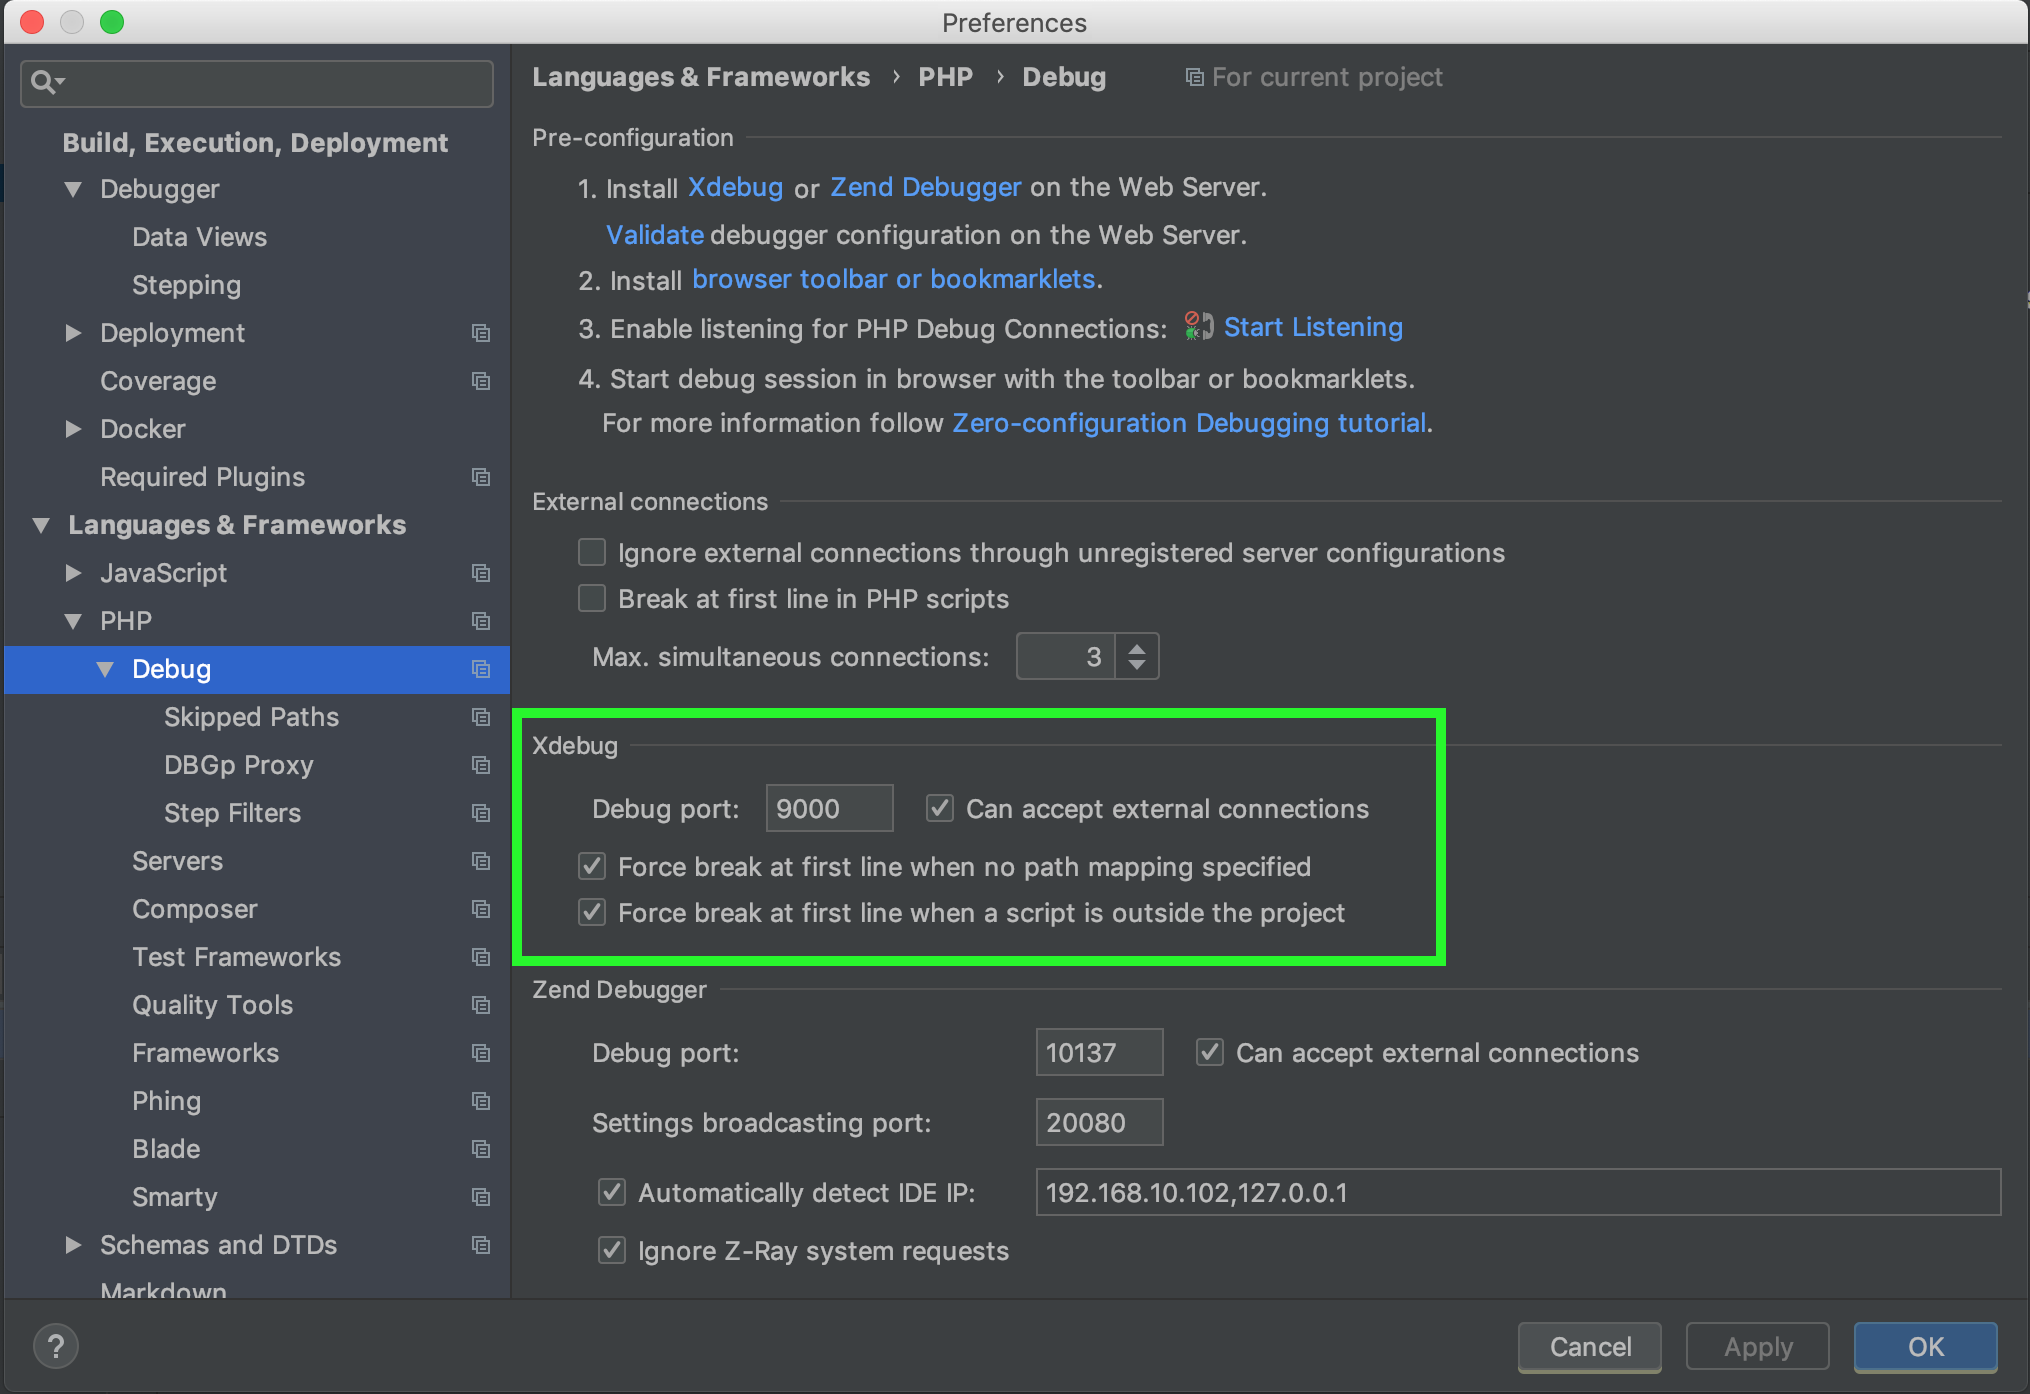 Preferences
Build, Execution, Deployment
Debugger
Data Views
Stepping
Deployment
Coverage
Docker
Required Plugins
Languages & Frameworks
JavaScript
PHP
Debug
Skipped Paths
DBGp Proxy
Step Filters
Servers
Composer
Test Frameworks
Quality Tools
Frameworks
Phing
Blade
Smarty
Schemas and DTDs
Markdown
Languages & Frameworks › PHP › Debug For current project
Pre-configuration
1. Install Xdebug or Zend Debugger on the Web Server.
Validate debugger configuration on the Web Server.
2. Install browser toolbar or bookmarklets.
3. Enable listening for PHP Debug Connections: Start Listening
4. Start debug session in browser with the toolbar or bookmarklets.
For more information follow Zero-configuration Debugging tutorial.
External connections
Ignore external connections through unregistered server configurations
Break at first line in PHP scripts
Max. simultaneous connections: 3
Xdebug
Debug port: 9000 Can accept external connections
Force break at first line when no path mapping specified
Force break at first line when a script is outside the project
Zend Debugger
Debug port: 10137 Can accept external connections
Settings broadcasting port: 20080
Automatically detect IDE IP: 192.168.10.102,127.0.0.1
Ignore Z-Ray system requests
? Cancel Apply OK